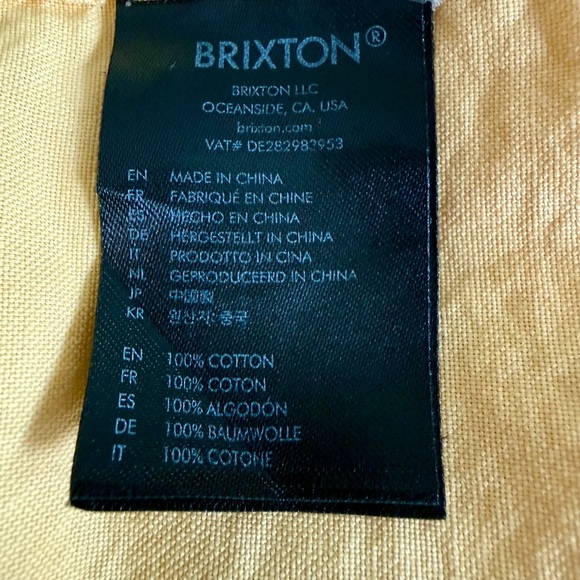 BRIXTON®
BRIXTON LLC
OCEANSIDE, CA. USA
brixton.com
VAT# DE282983953
EN MADE IN CHINA
FR FABRIQUÉ EN CHINE
ES HECHO EN CHINA
DE HERGESTELLT IN CHINA
IT PRODOTTO IN CINA
NL GEPRODUCEERD IN CHINA
JP 中國製
KR 원산지: 중국
EN 100% COTTON
FR 100% COTON
ES 100% ALGODÓN
DE 100% BAUMWOLLE
IT 100% COTONE